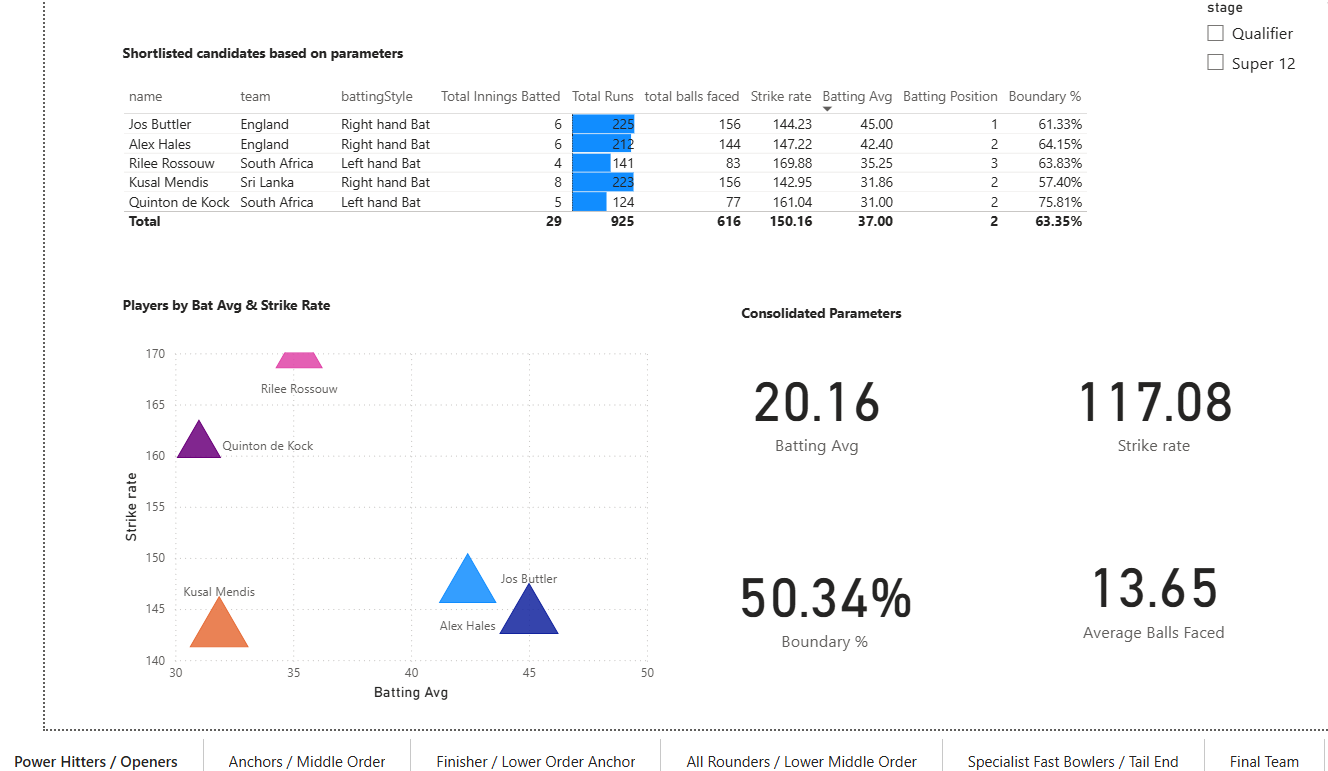 stage
Qualifier
Super 12
Shortlisted candidates based on parameters
name team battingStyle Total Innings Batted Total Runs total balls faced Strike rate Batting Avg Batting Position Boundary %
Jos Buttler England Right hand Bat 6 225 156 144.23 45.00 1 61.33%
Alex Hales England Right hand Bat 6 212 144 147.22 42.40 2 64.15%
Rilee Rossouw South Africa Left hand Bat 4 141 83 169.88 35.25 3 63.83%
Kusal Mendis Sri Lanka Right hand Bat 8 223 156 142.95 31.86 2 57.40%
Quinton de Kock South Africa Left hand Bat 5 124 77 161.04 31.00 2 75.81%
Total 29 925 616 150.16 37.00 2 63.35%
Players by Bat Avg & Strike Rate
170
Rilee Rossouw
165
Quinton de Kock
160
155
Strike rate
150
Jos Buttler
Kusal Mendis
145
Alex Hales
140
30 35 40 45 50
Batting Avg
Consolidated Parameters
20.16
Batting Avg
117.08
Strike rate
50.34%
Boundary %
13.65
Average Balls Faced
Power Hitters / Openers
Anchors / Middle Order
Finisher / Lower Order Anchor
All Rounders / Lower Middle Order
Specialist Fast Bowlers / Tail End
Final Team